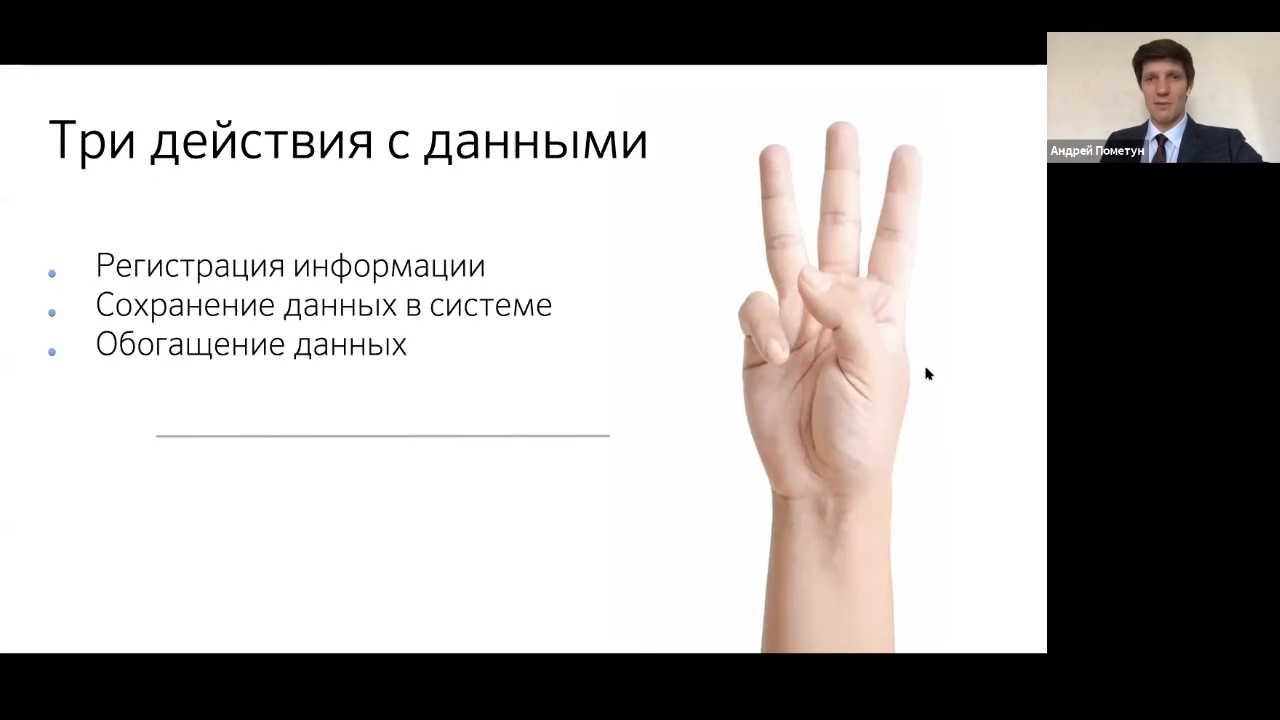 Три действия с данными
Регистрация информации
Сохранение данных в системе
Обогащение данных
Андрей Пометун